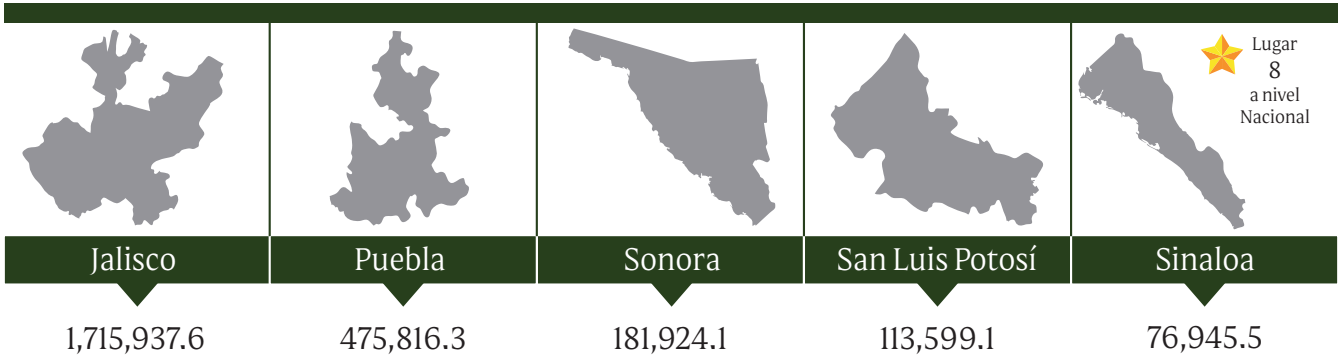 Lugar
8
a nivel
Nacional
Jalisco
Puebla
Sonora
San Luis Potosí
Sinaloa
1,715,937.6
475,816.3
181,924.1
113,599.1
76,945.5